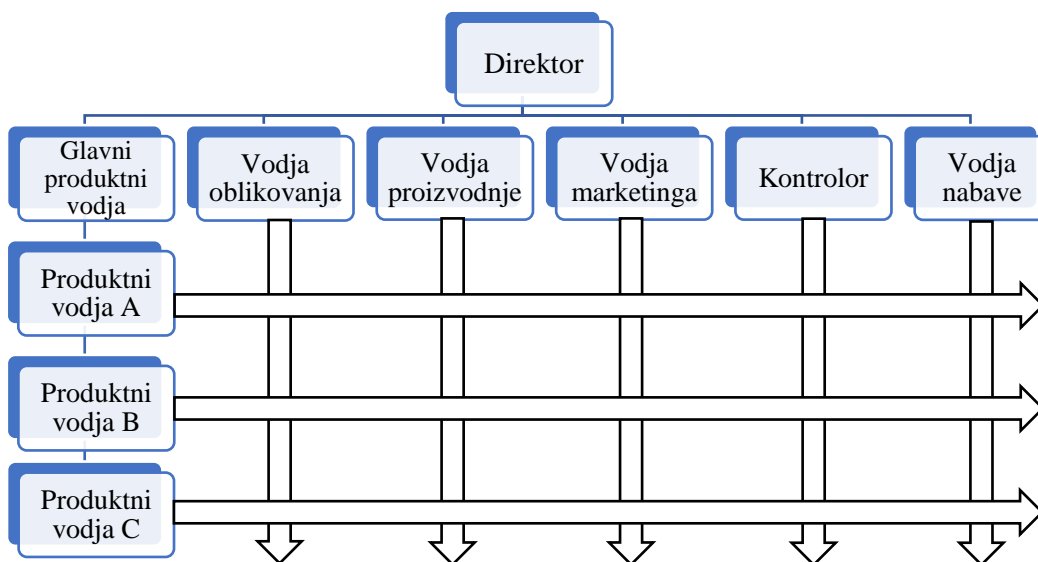 Direktor
Glavni
produktni
vodja
Vodja
oblikovanja
Vodja
proizvodnje
Vodja
marketinga
Kontrolor
Vodja
nabave
Produktni
vodja A
Produktni
vodja B
Produktni
vodja C